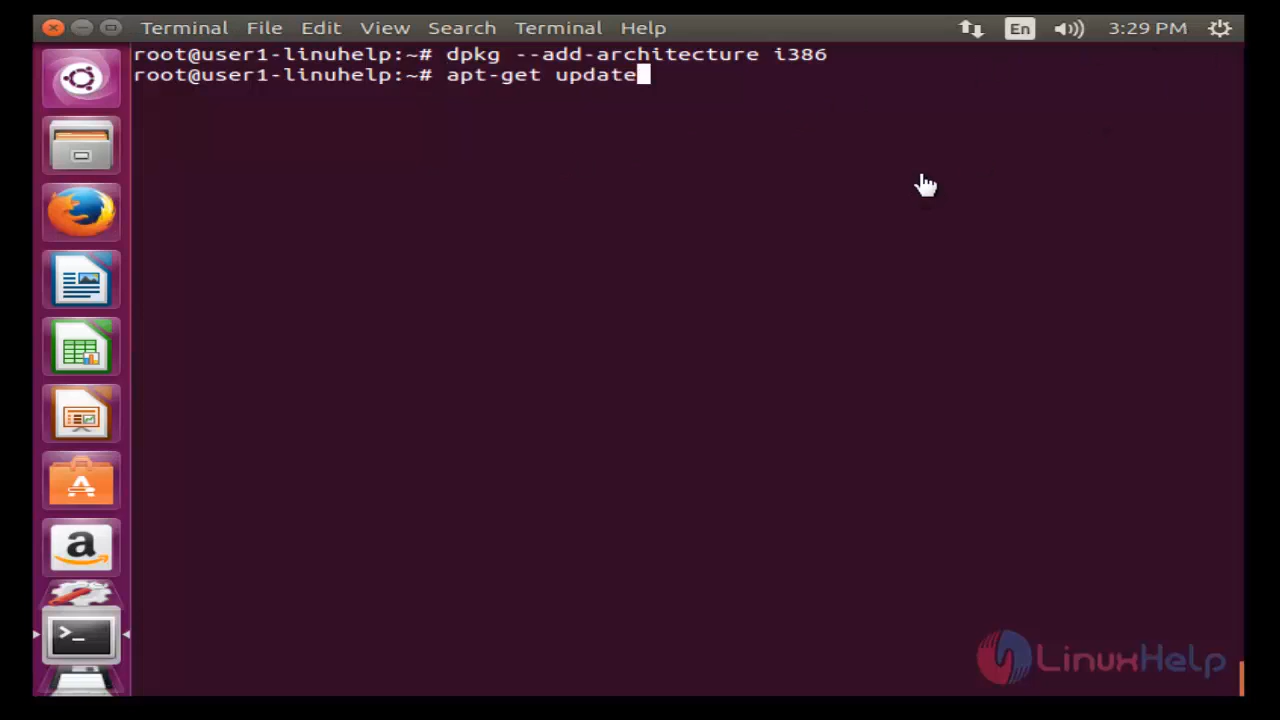 Terminal File Edit View Search Terminal Help En 3:29 PM
root@user1-linuhelp:~# dpkg --add-architecture i386
root@user1-linuhelp:~# apt-get update
A
a
>_
LinuxHelp